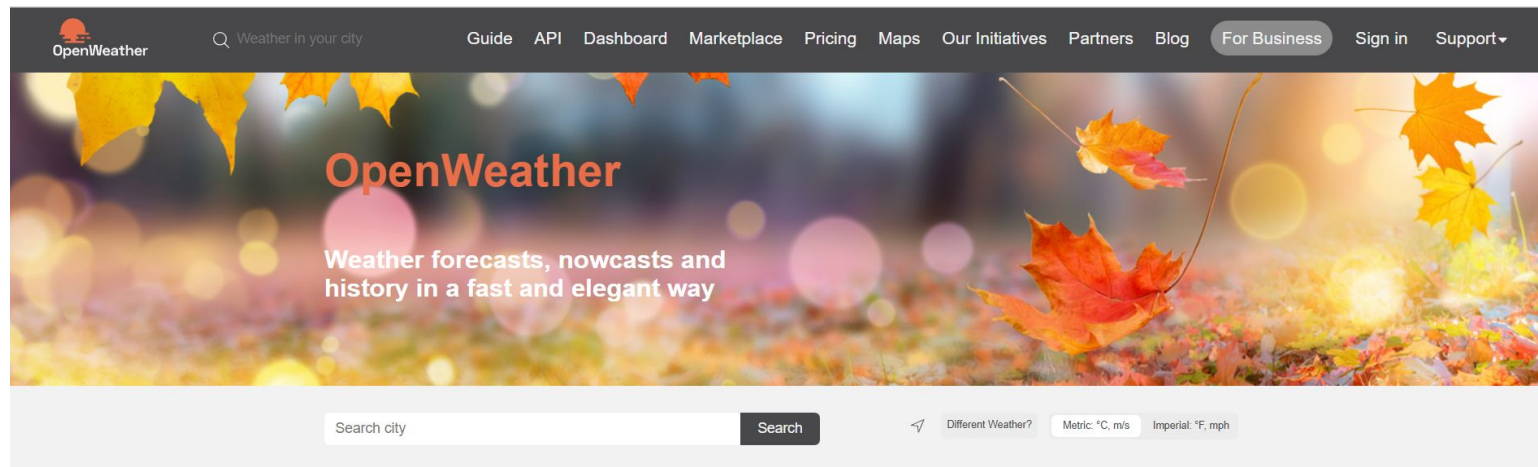 OpenWeather
Weather in your city
Guide API Dashboard Marketplace Pricing Maps Our Initiatives Partners Blog For Business Sign in Support
OpenWeather
Weather forecasts, nowcasts and
history in a fast and elegant way
Search city
Search
Different Weather?
Metric: °C, m/s
Imperial: °F, mph